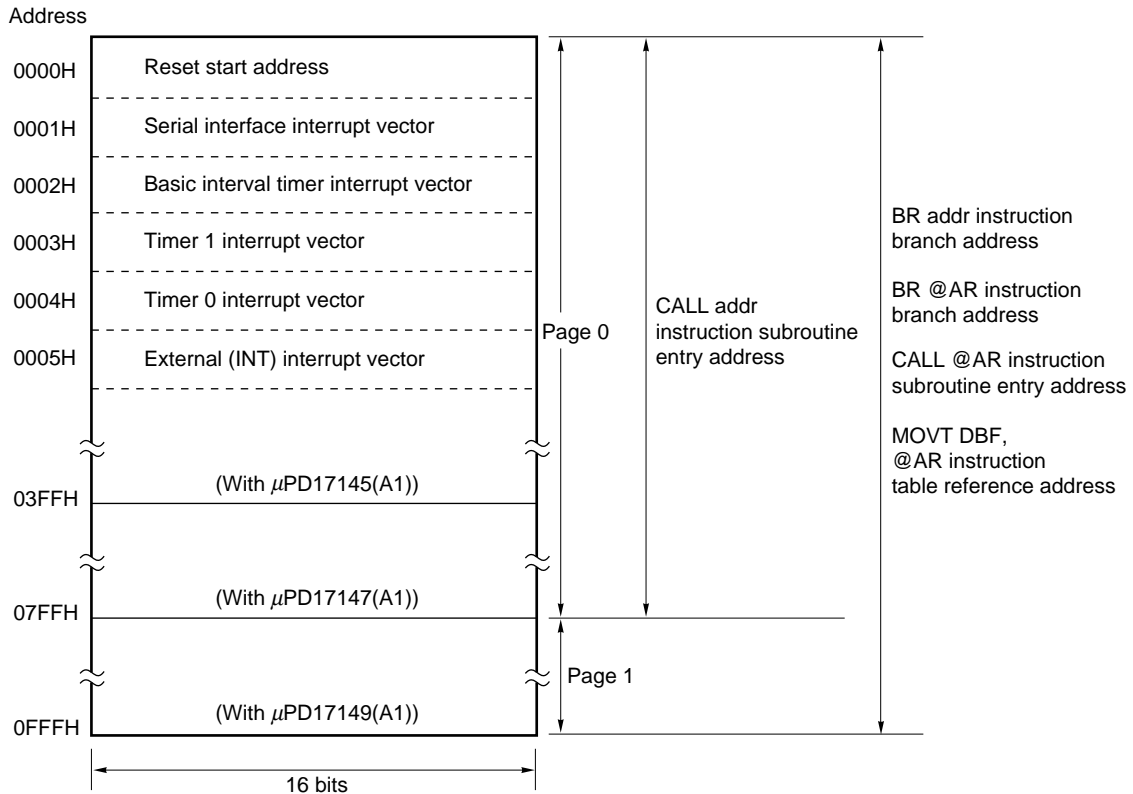 Address
0000H Reset start address
0001H Serial interface interrupt vector
0002H Basic interval timer interrupt vector
0003H Timer 1 interrupt vector
0004H Timer 0 interrupt vector
0005H External (INT) interrupt vector
03FFH (With μPD17145(A1))
07FFH (With μPD17147(A1))
0FFFH (With μPD17149(A1))
16 bits
Page 0
Page 1
CALL addr
instruction subroutine
entry address
BR addr instruction
branch address
BR @AR instruction
branch address
CALL @AR instruction
subroutine entry address
MOVT DBF,
@AR instruction
table reference address